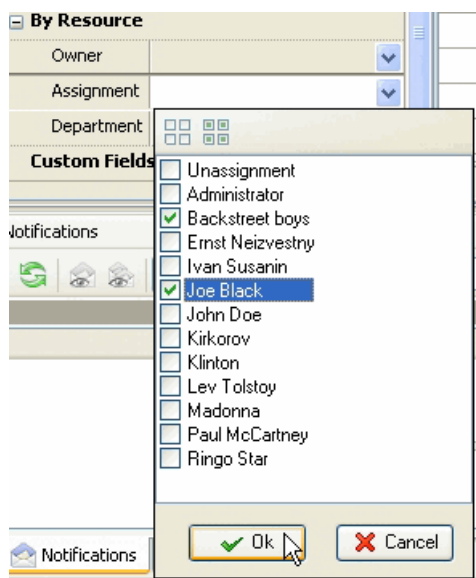 By Resource
Owner
Assignment
Department
Custom Fields
Unassignment
Administrator
Backstreet boys
Ernst Neizvestny
Ivan Susanin
Joe Black
John Doe
Kirkorov
Klinton
Lev Tolstoy
Madonna
Paul McCartney
Ringo Star
Notifications
Ok
Cancel
Notifications